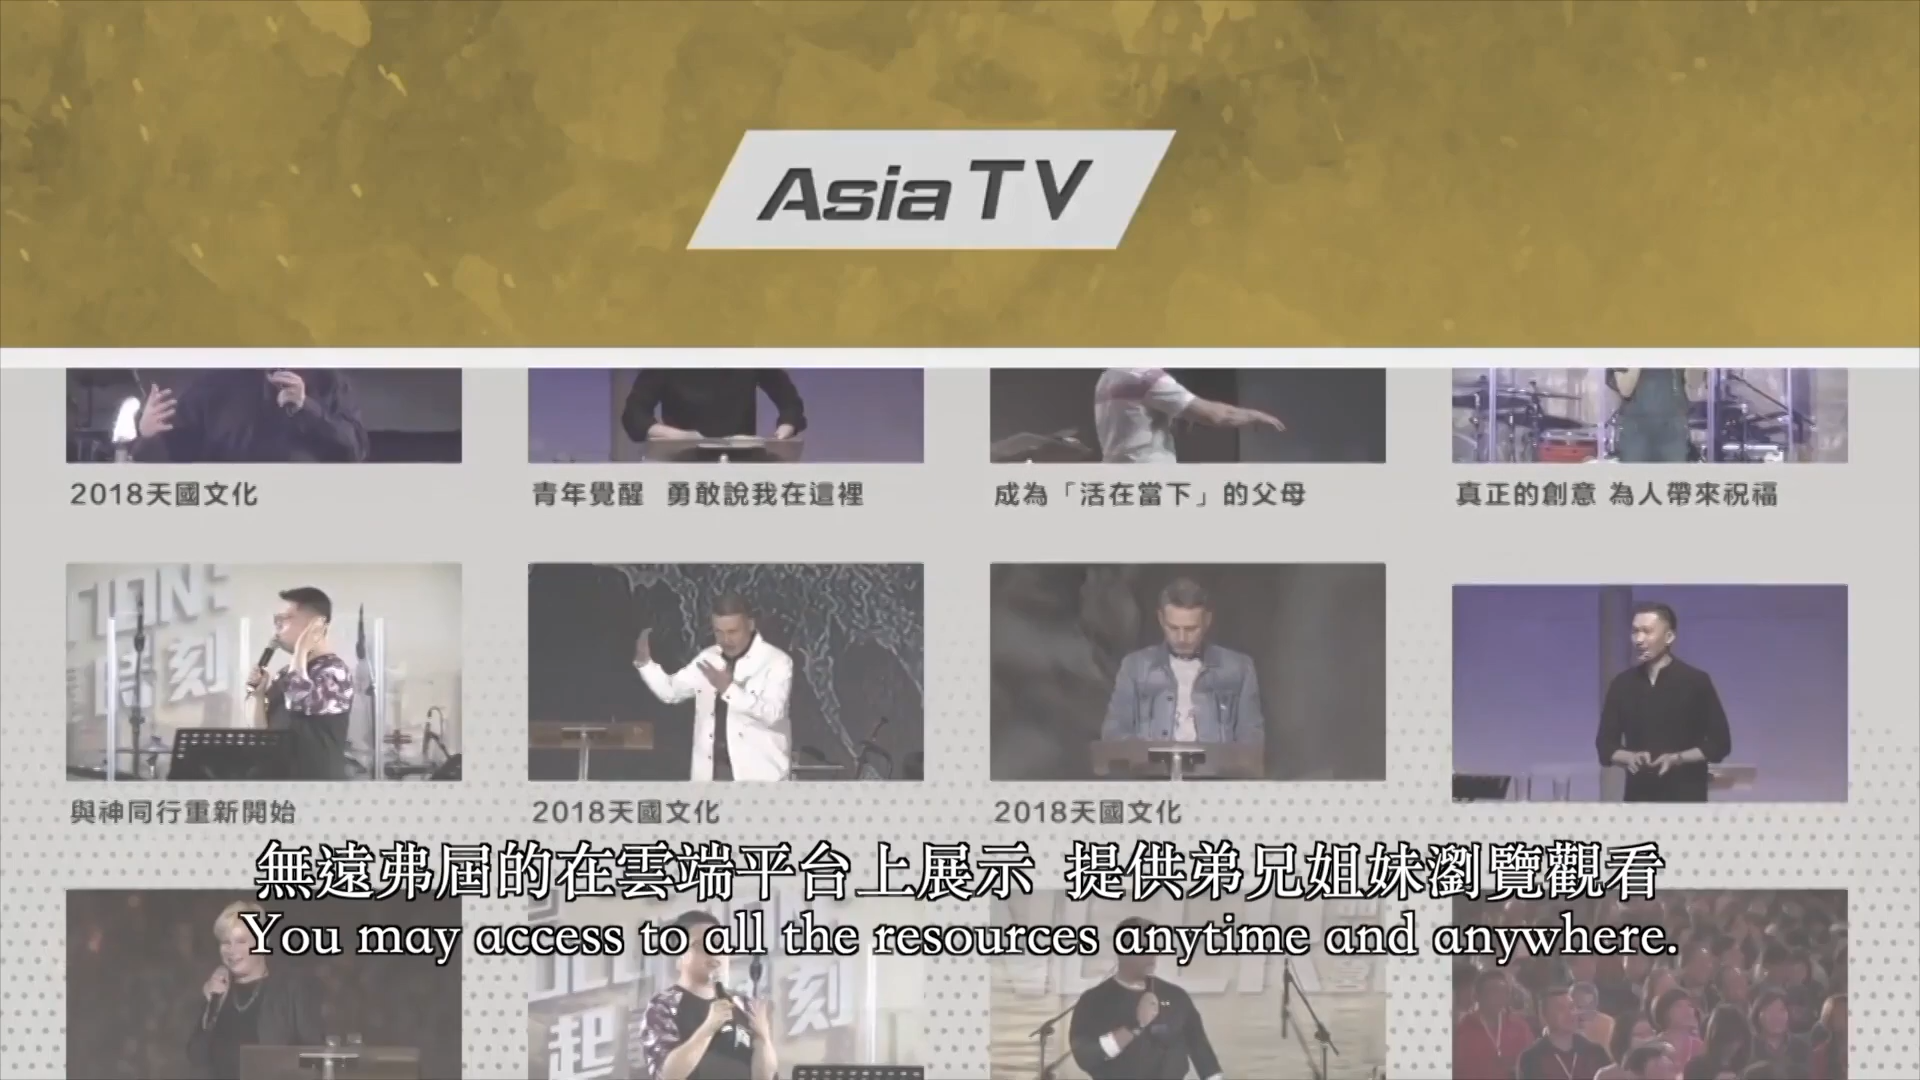 Asia TV
2018天國文化
青年覺醒 勇敢說我在這裡
成為「活在當下」的父母
真正的創意 為人帶來祝福
TION:
刻
與神同行重新開始
2018天國文化
2018天國文化
無遠弗屆的在雲端平台上展示 提供弟兄姐妹瀏覽觀看
You may access to all the resources anytime and anywhere.
起
刻